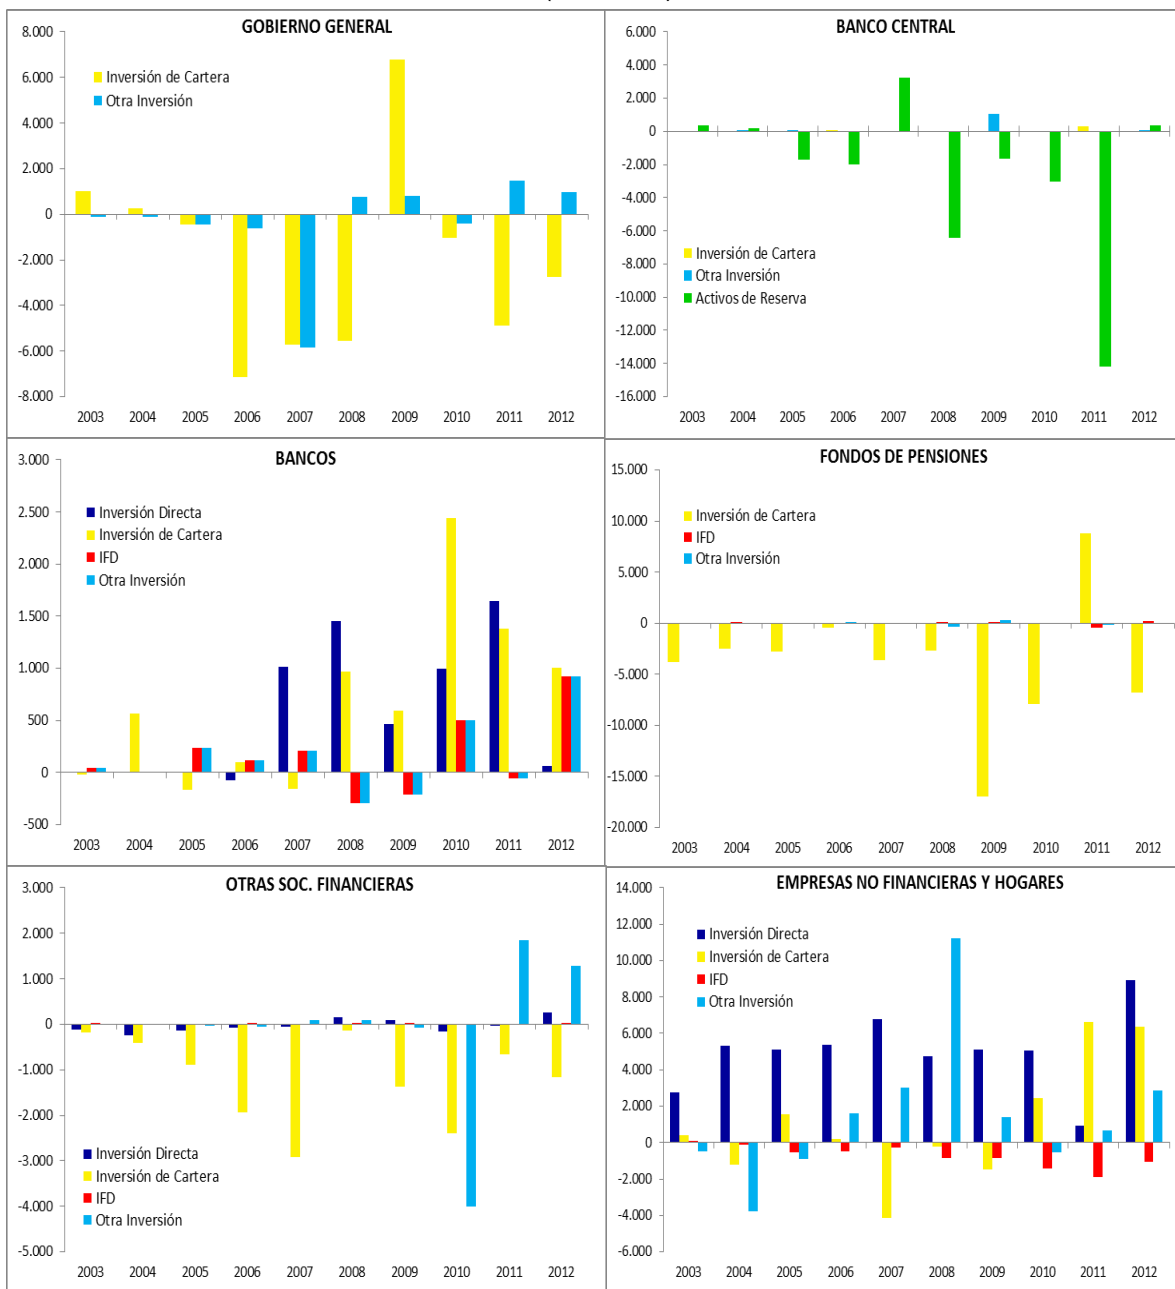 GOBIERNO GENERAL
8.000
6.000
4.000
2.000
0
-2.000
-4.000
-6.000
-8.000
Inversión de Cartera
Otra Inversión
2003 2004 2005 2006 2007 2008 2009 2010 2011 2012
BANCO CENTRAL
6.000
4.000
2.000
0
-2.000
-4.000
-6.000
-8.000
-10.000
-12.000
-14.000
-16.000
Inversión de Cartera
Otra Inversión
Activos de Reserva
2003 2004 2005 2006 2007 2008 2009 2010 2011 2012
BANCOS
3.000
2.500
2.000
1.500
1.000
500
0
-500
Inversión Directa
Inversión de Cartera
IFD
Otra Inversión
2003 2004 2005 2006 2007 2008 2009 2010 2011 2012
FONDOS DE PENSIONES
15.000
10.000
5.000
0
-5.000
-10.000
-15.000
-20.000
Inversión de Cartera
IFD
Otra Inversión
2003 2004 2005 2006 2007 2008 2009 2010 2011 2012
OTRAS SOC. FINANCIERAS
3.000
2.000
1.000
0
-1.000
-2.000
-3.000
-4.000
-5.000
Inversión Directa
Inversión de Cartera
IFD
Otra Inversión
2003 2004 2005 2006 2007 2008 2009 2010 2011 2012
EMPRESAS NO FINANCIERAS Y HOGARES
14.000
12.000
10.000
8.000
6.000
4.000
2.000
0
-2.000
-4.000
-6.000
Inversión Directa
Inversión de Cartera
IFD
Otra Inversión
2003 2004 2005 2006 2007 2008 2009 2010 2011 2012